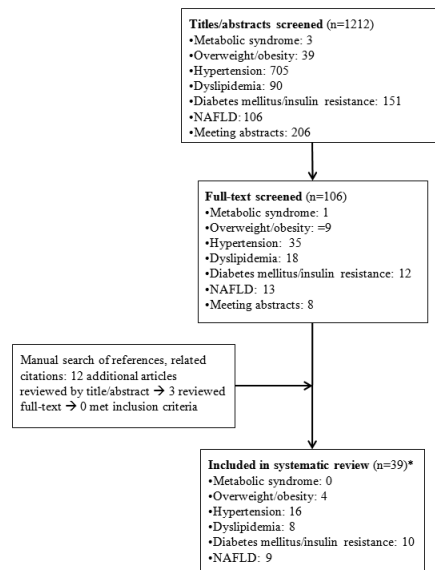 Titles/abstracts screened (n=1212)
•Metabolic syndrome: 3
•Overweight/obesity: 39
•Hypertension: 705
•Dyslipidemia: 90
•Diabetes mellitus/insulin resistance: 151
•NAFLD: 106
•Meeting abstracts: 206
Full-text screened (n=106)
•Metabolic syndrome: 1
•Overweight/obesity: =9
•Hypertension: 35
•Dyslipidemia: 18
•Diabetes mellitus/insulin resistance: 12
•NAFLD: 13
•Meeting abstracts: 8
Manual search of references, related
citations: 12 additional articles
reviewed by title/abstract → 3 reviewed
full-text → 0 met inclusion criteria
Included in systematic review (n=39)*
•Metabolic syndrome: 0
•Overweight/obesity: 4
•Hypertension: 16
•Dyslipidemia: 8
•Diabetes mellitus/insulin resistance: 10
•NAFLD: 9